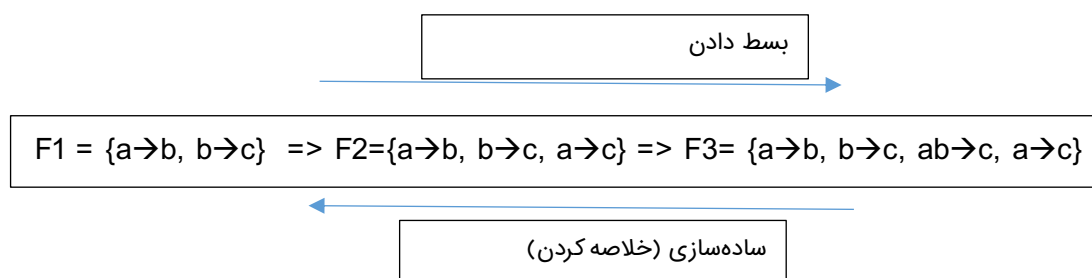 بسط دادن
F1 = {a→b, b→c}  => F2={a→b, b→c, a→c} => F3= {a→b, b→c, ab→c, a→c}
ساده‌سازی (خلاصه کردن)